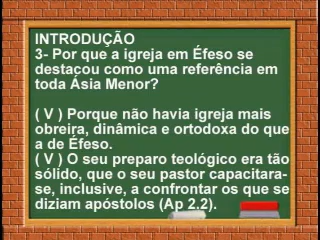 INTRODUÇÃO
3- Por que a igreja em Éfeso se
destacou como uma referência em
toda Ásia Menor?
( V ) Porque não havia igreja mais
obreira, dinâmica e ortodoxa do que
a de Éfeso.
( V ) O seu preparo teológico era tão
sólido, que o seu pastor capacitara-
se, inclusive, a confrontar os que se
diziam apóstolos (Ap 2.2).